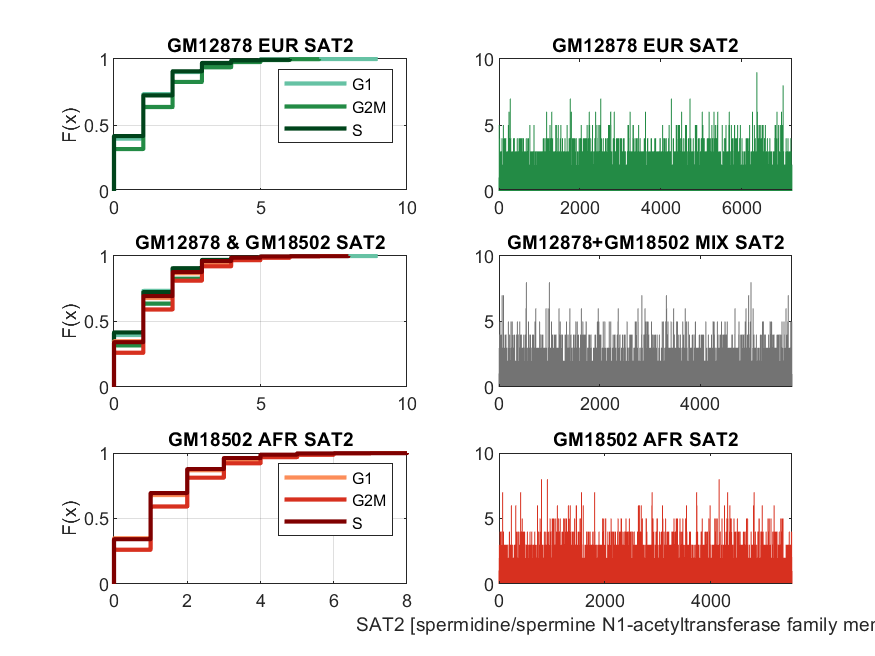 GM12878 EUR SAT2
1
0.5
0
F(x)
0 5 10
G1
G2M
S
GM12878 EUR SAT2
10
5
0
0 2000 4000 6000
GM12878 & GM18502 SAT2
1
0.5
0
F(x)
0 5 10
GM12878+GM18502 MIX SAT2
10
5
0
0 2000 4000
GM18502 AFR SAT2
1
0.5
0
F(x)
0 2 4 6 8
G1
G2M
S
GM18502 AFR SAT2
10
5
0
0 2000 4000
SAT2 [spermidine/spermine N1-acetyltransferase family